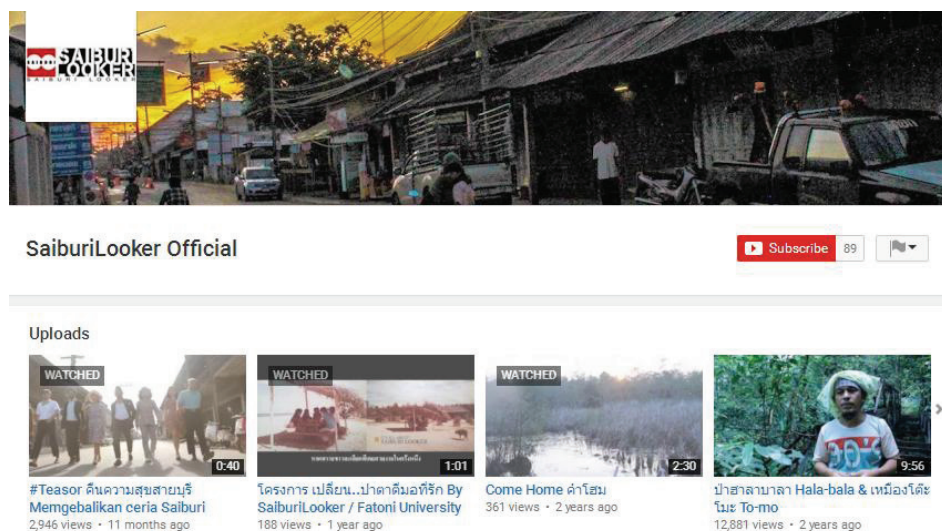 SAIBURI
LOOKER
SAIBURI LOOKER
SaiburiLooker Official
Subscribe 89
Uploads
WATCHED
0:40
#Teasor คืนความสุขสายบุรี
Memgebalikan ceria Saiburi
2,946 views • 11 months ago
WATCHED
SAIBURI LOOKER
1:01
โครงการ เปลี่ยน..ปาตาตีมอที่รัก By
SaiburiLooker / Fatoni University
188 views • 1 year ago
WATCHED
2:30
Come Home คำโฮม
361 views • 2 years ago
9:56
ป่าฮาลาบาลา Hala-bala & เหมืองโต๊ะ
โมะ To-mo
12,881 views • 2 years ago